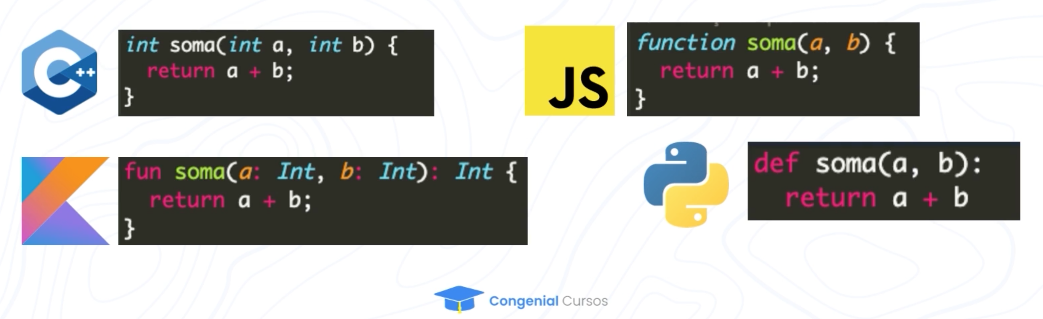 C++
int soma(int a, int b) {
return a + b;
}
JS
function soma(a, b) {
return a + b;
}
fun soma(a: Int, b: Int): Int {
return a + b;
}
def soma(a, b):
return a + b
Congenial Cursos